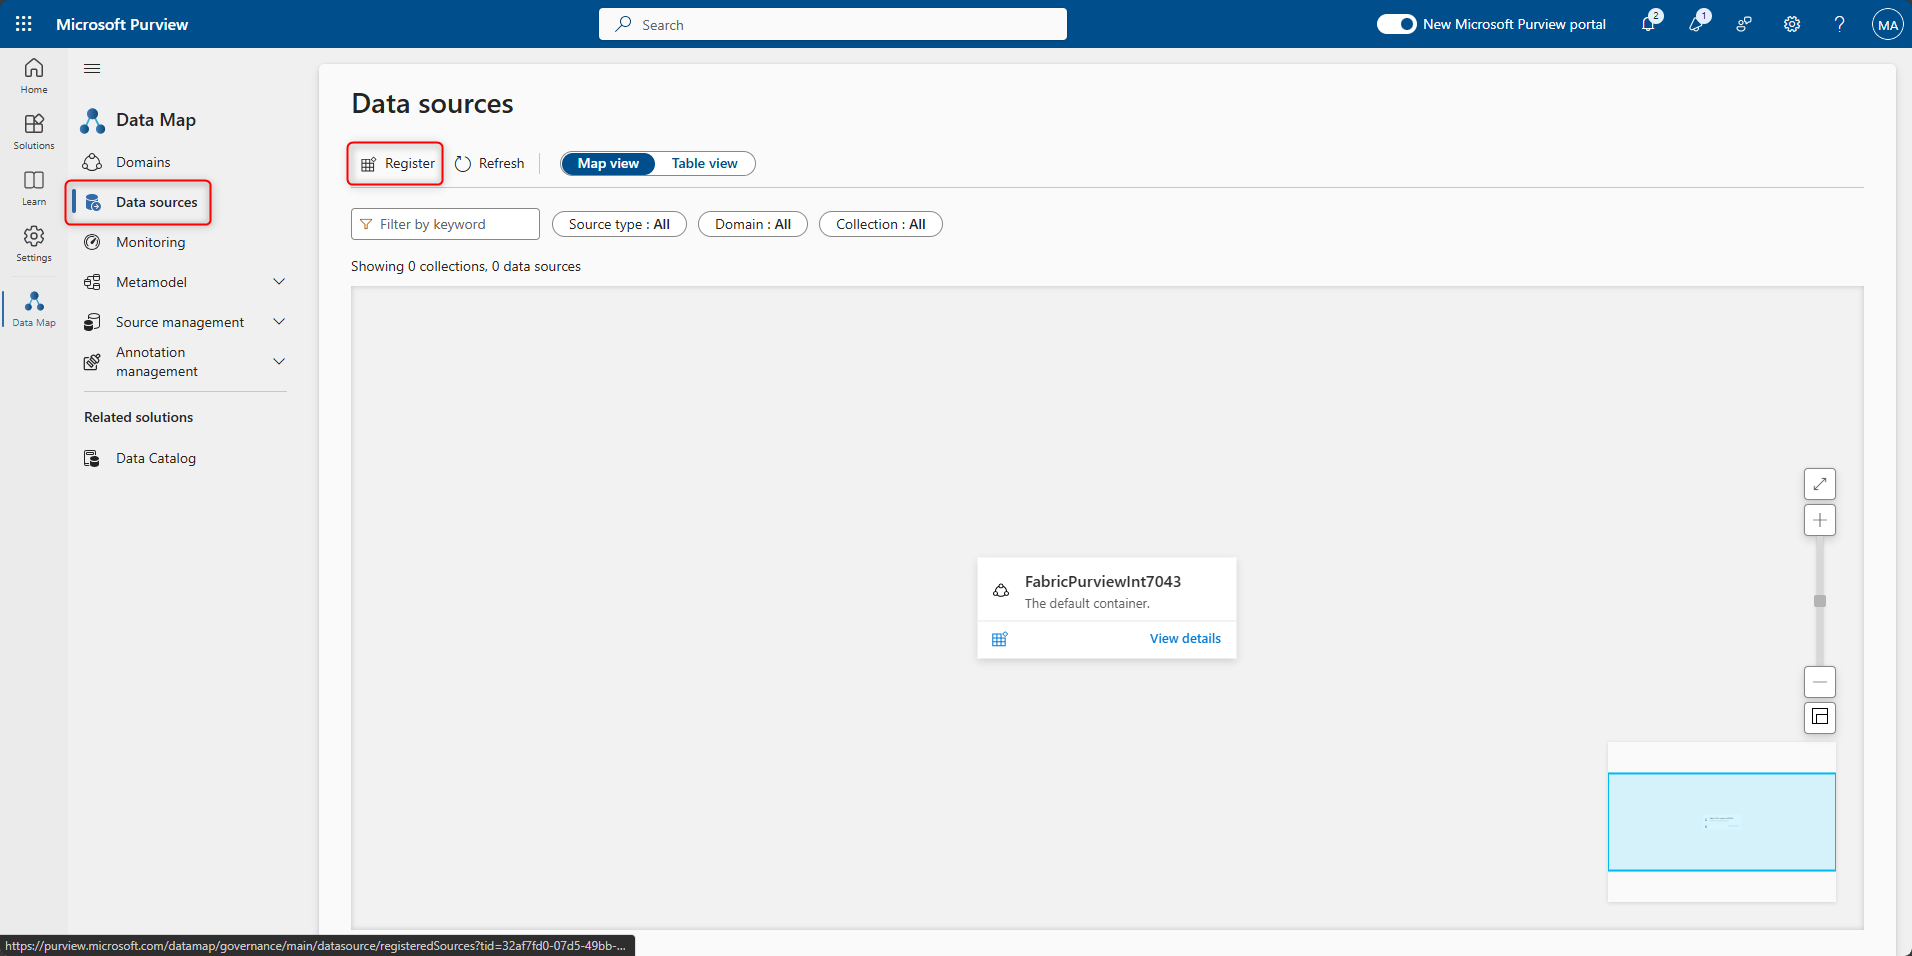 Microsoft Purview
Search
New Microsoft Purview portal
2
1
MA
Home
Solutions
Learn
Settings
Data Map
Data Map
Domains
Data sources
Monitoring
Metamodel
Source management
Annotation
management
Related solutions
Data Catalog
Data sources
Register
Refresh
Map view
Table view
Filter by keyword
Source type : All
Domain : All
Collection : All
Showing 0 collections, 0 data sources
FabricPurviewInt7043
The default container.
View details
https://purview.microsoft.com/datamap/governance/main/datasource/registeredSources?tid=32af7fd0-07d5-49bb-...